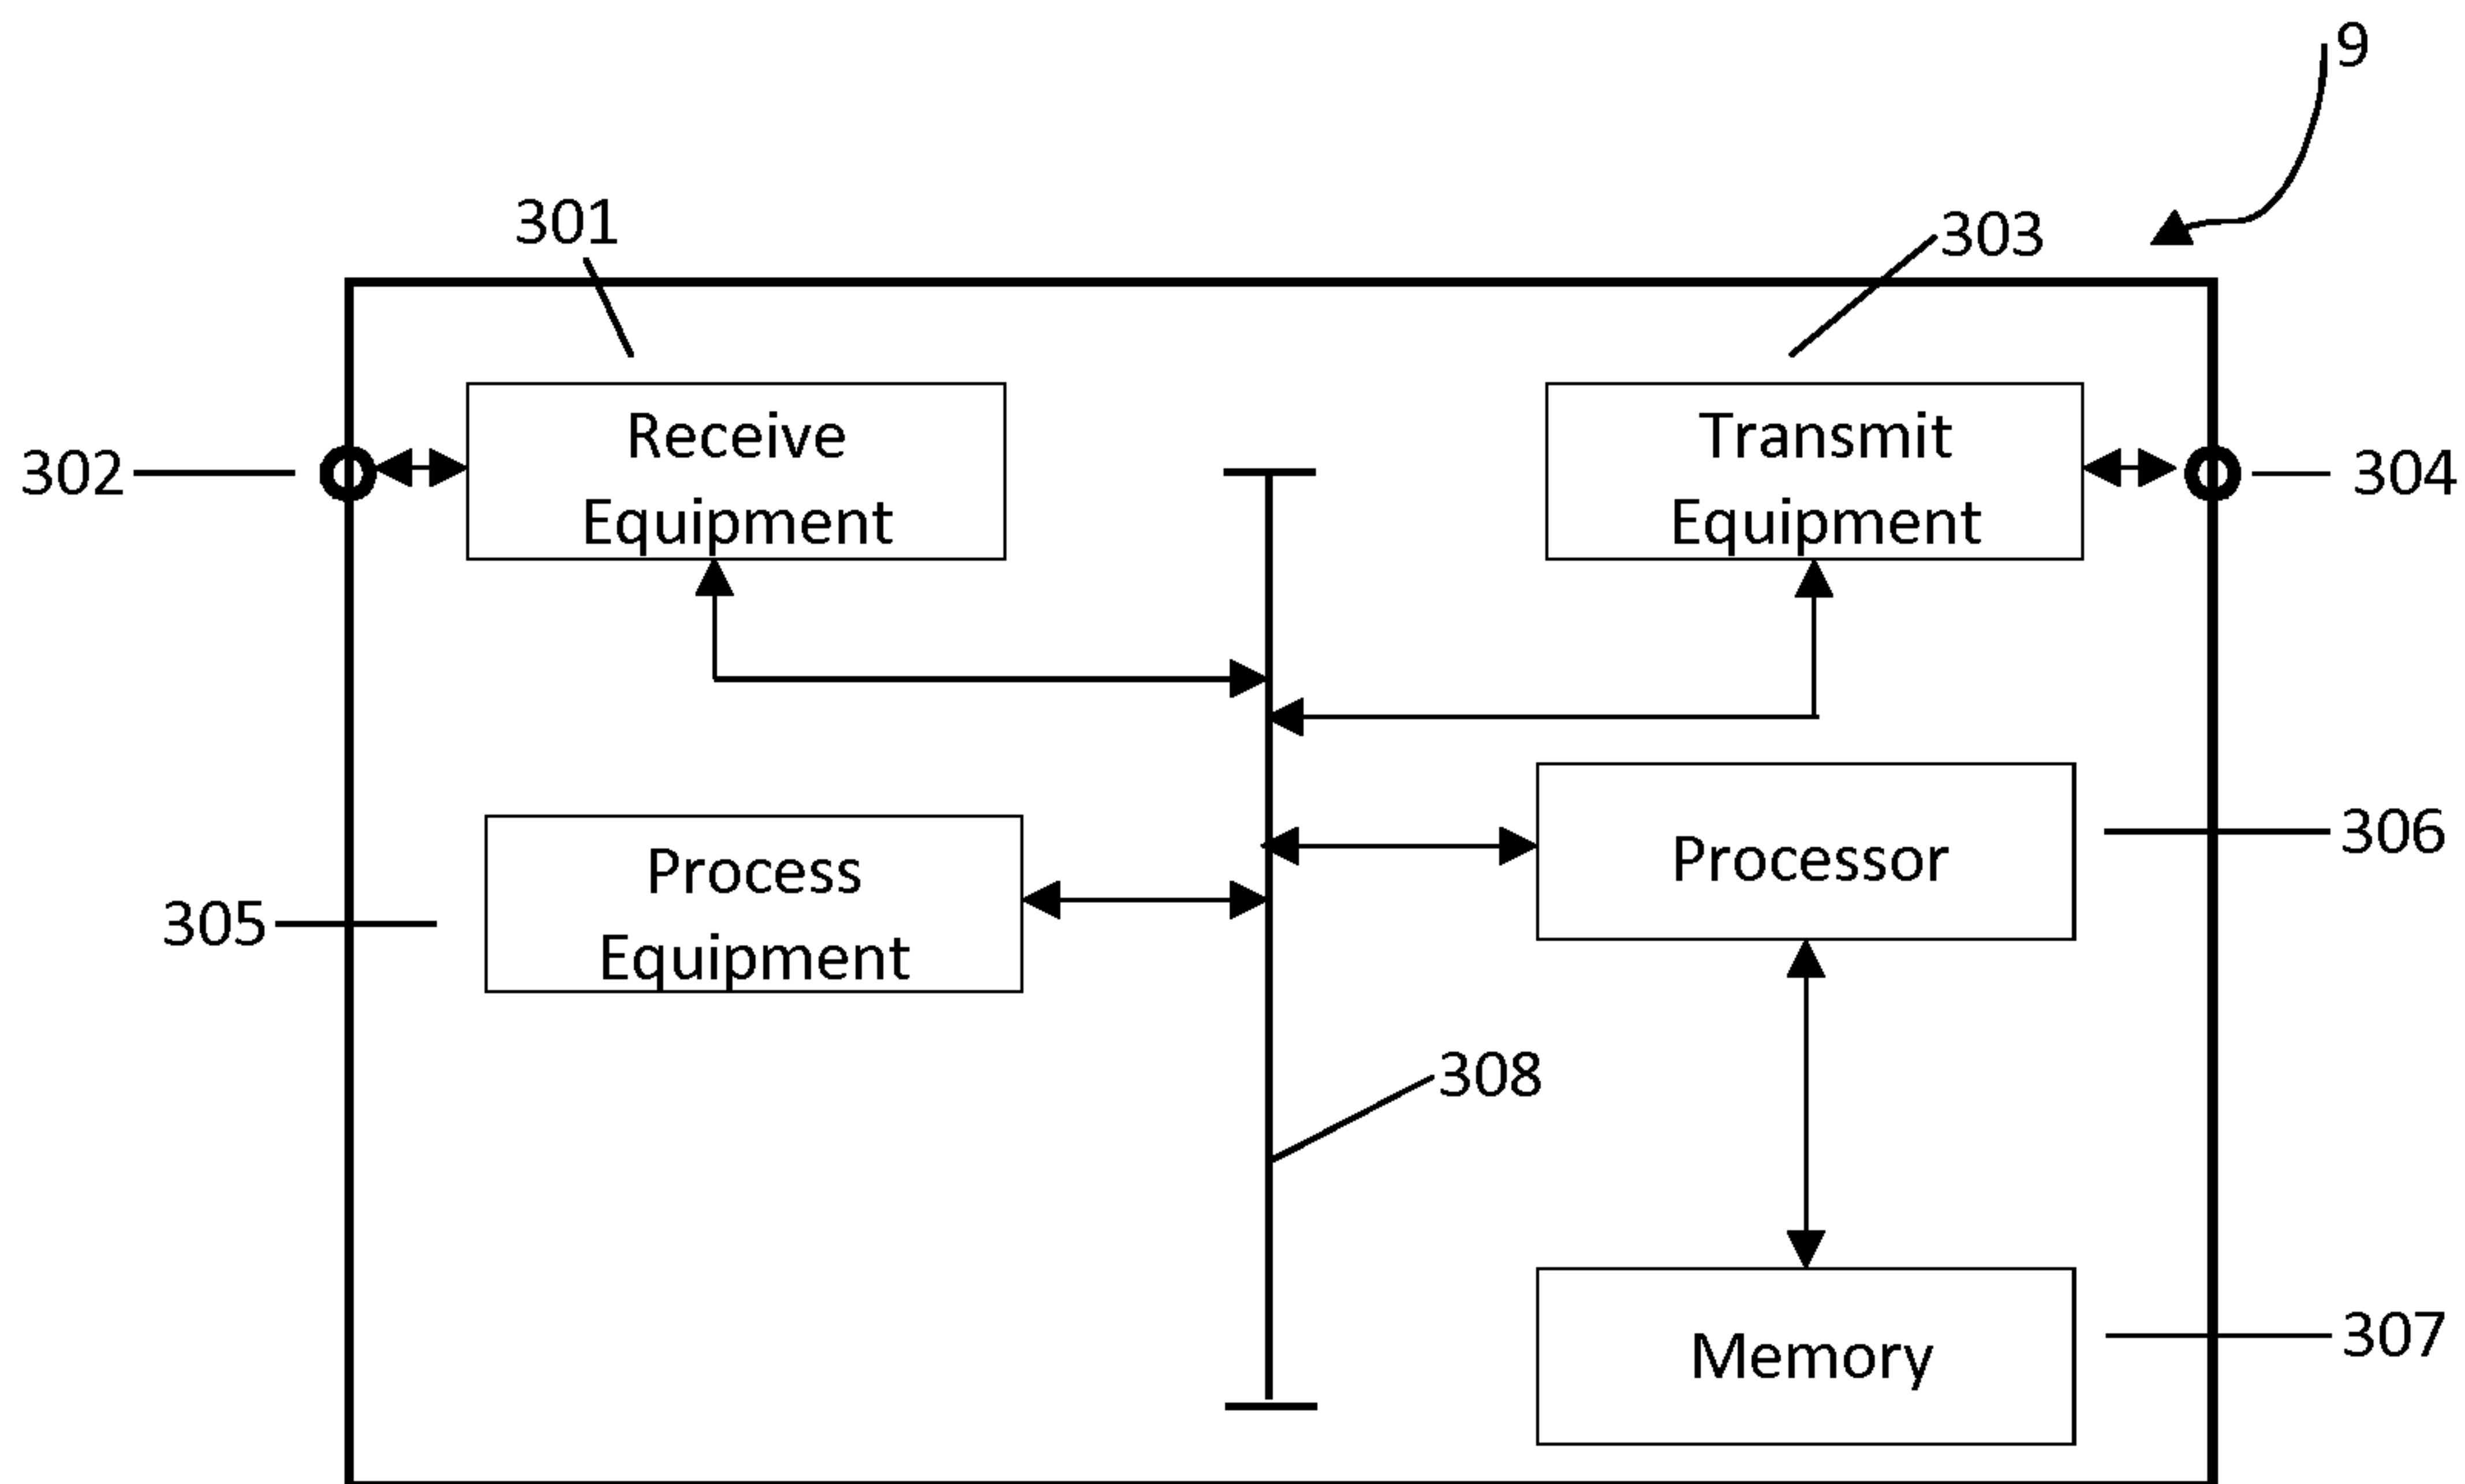 9
301
303
Receive
Equipment
Transmit
Equipment
302
304
Process
Equipment
Processor
306
305
308
Memory
307